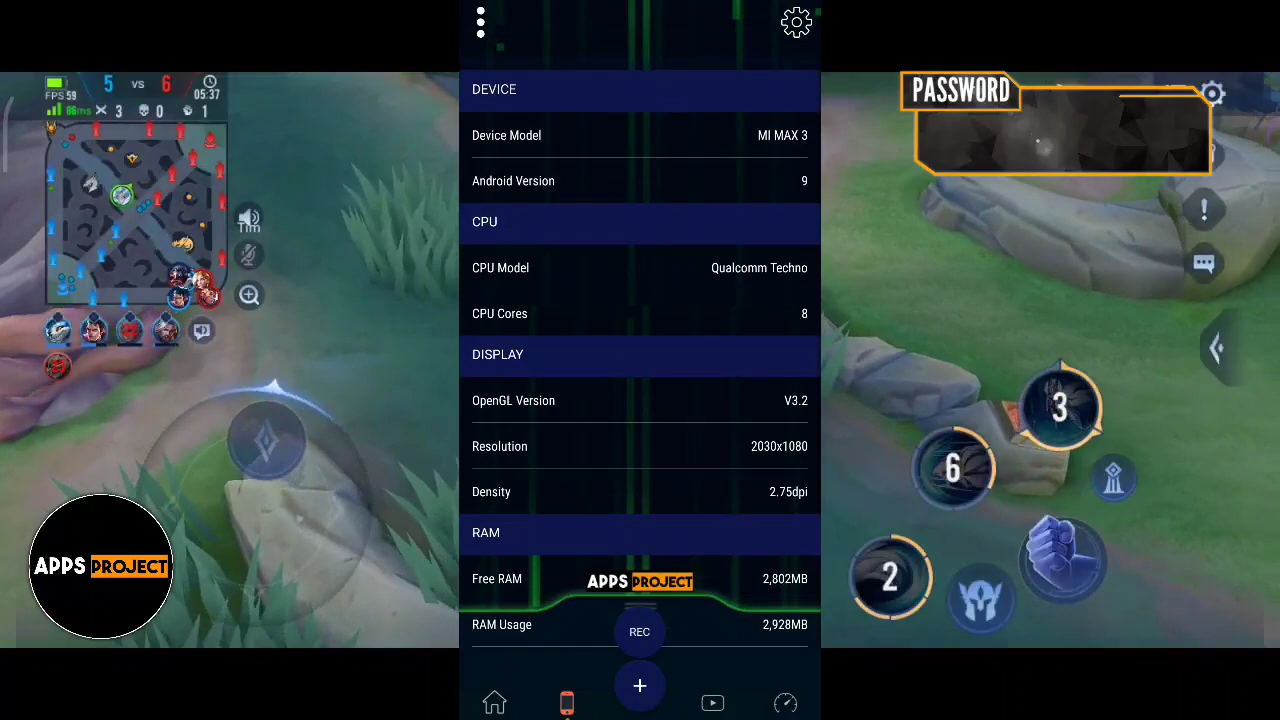 5 vs 6
FPS 59
05:37
86ms
3
0
1
Tim
APPS PROJECT
DEVICE
Device Model MI MAX 3
Android Version 9
CPU
CPU Model Qualcomm Techno
CPU Cores 8
DISPLAY
OpenGL Version V3.2
Resolution 2030x1080
Density 2.75dpi
RAM
Free RAM 2,802MB
APPS PROJECT
RAM Usage 2,928MB
REC
PASSWORD
3
6
2